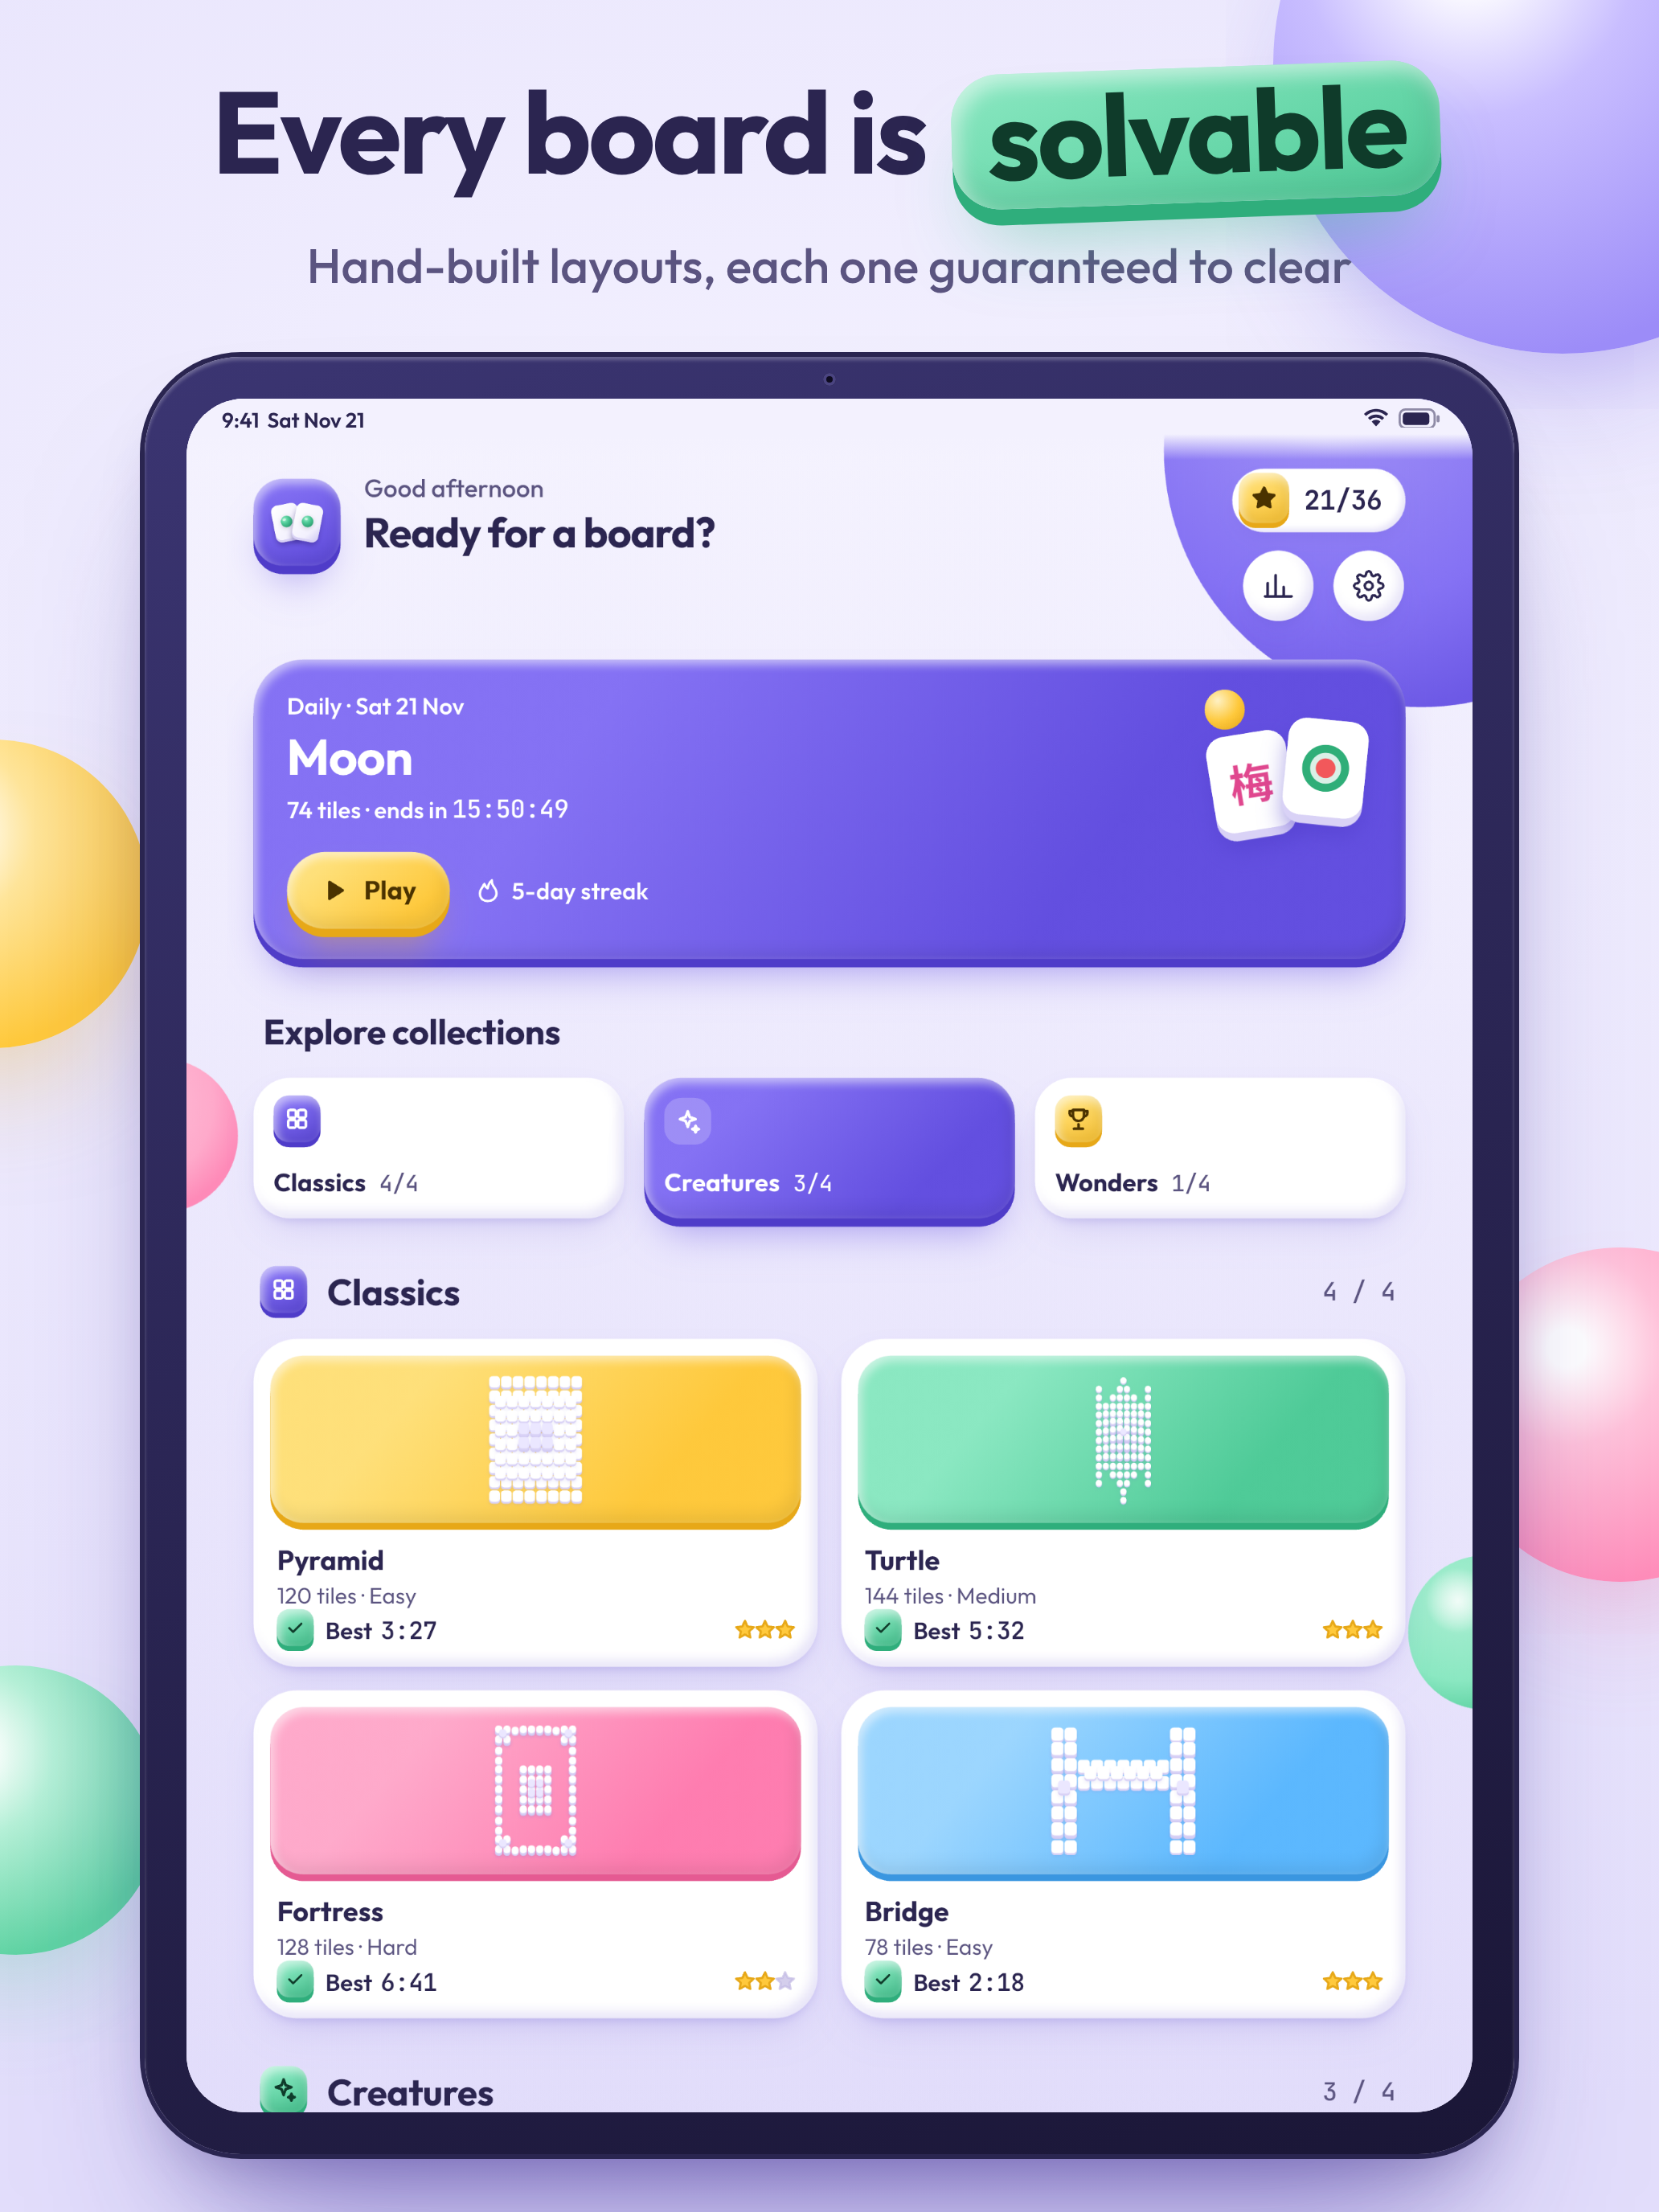 Every board is solvable
Hand-built layouts, each one guaranteed to clear
9:41 Sat Nov 21
Good afternoon
Ready for a board?
21/36
Daily · Sat 21 Nov
Moon
74 tiles · ends in 15:50:49
梅
Play
5-day streak
Explore collections
Classics 4/4
Creatures 3/4
Wonders 1/4
Classics
4 / 4
Pyramid
120 tiles · Easy
Best 3:27
Turtle
144 tiles · Medium
Best 5:32
Fortress
128 tiles · Hard
Best 6:41
Bridge
78 tiles · Easy
Best 2:18
Creatures
3 / 4